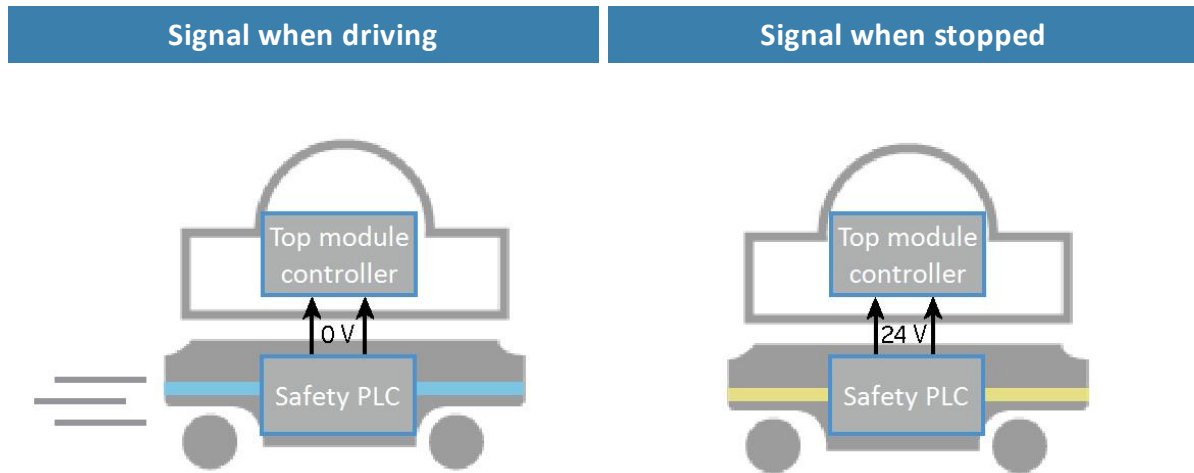 Signal when driving
Signal when stopped
Top module
controller
0 V
Safety PLC
Top module
controller
24 V
Safety PLC